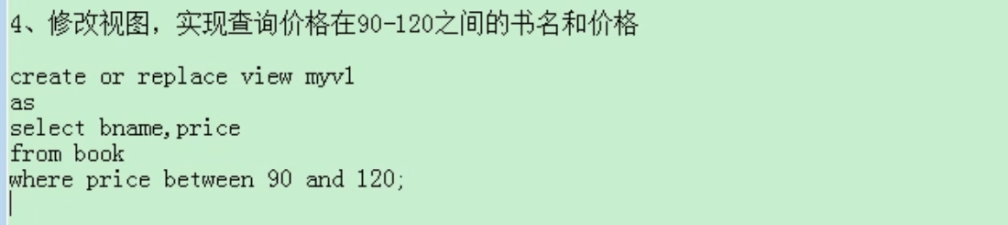 4、修改视图，实现查询价格在90-120之间的书名和价格
create or replace view myv1
as
select bname,price
from book
where price between 90 and 120;